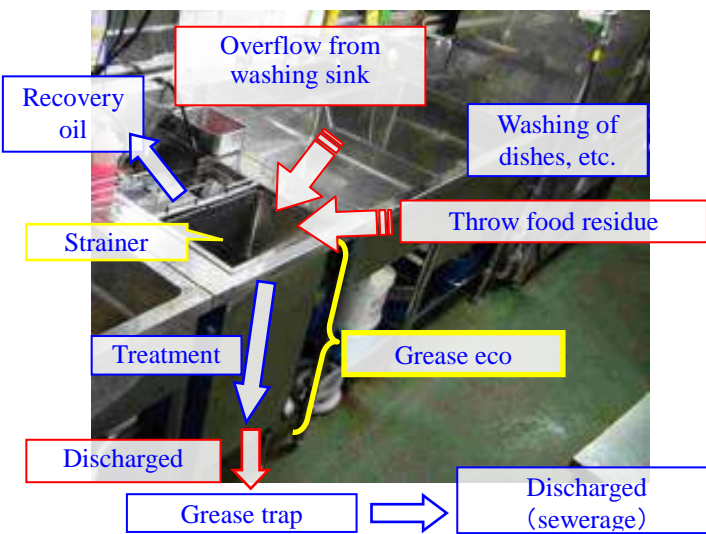 Overflow from
washing sink
Recovery
oil
Washing of
dishes, etc.
Throw food residue
Strainer
Treatment
Grease eco
Discharged
Grease trap
Discharged
（sewerage）